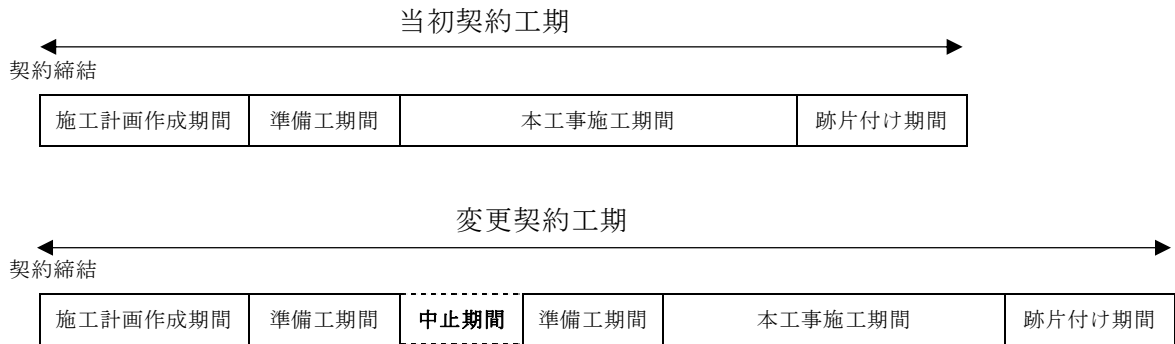 当初契約工期
契約締結
施工計画作成期間 準備工期間 本工事施工期間 跡片付け期間
変更契約工期
契約締結
施工計画作成期間 準備工期間 中止期間 準備工期間 本工事施工期間 跡片付け期間